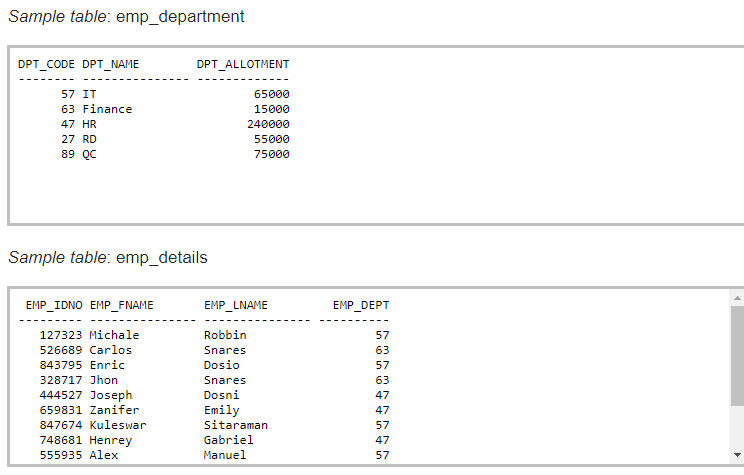 Sample table: emp_department
DPT_CODE DPT_NAME        DPT_ALLOTMENT
-------- --------------- -------------
      57 IT                      65000
      63 Finance                 15000
      47 HR                     240000
      27 RD                      55000
      89 QC                      75000
Sample table: emp_details
 EMP_IDNO EMP_FNAME       EMP_LNAME         EMP_DEPT
--------- --------------- --------------- ----------
   127323 Michale         Robbin                  57
   526689 Carlos          Snares                  63
   843795 Enric           Dosio                   57
   328717 Jhon            Snares                  63
   444527 Joseph          Dosni                   47
   659831 Zanifer         Emily                   47
   847674 Kuleswar        Sitaraman               57
   748681 Henrey          Gabriel                 47
   555935 Alex            Manuel                  57